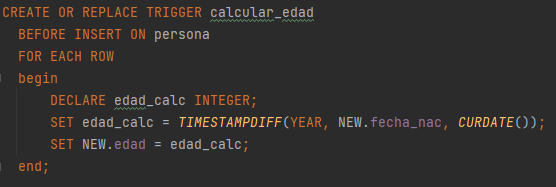 CREATE OR REPLACE TRIGGER calcular_edad
BEFORE INSERT ON persona
FOR EACH ROW
begin
DECLARE edad_calc INTEGER;
SET edad_calc = TIMESTAMPDIFF(YEAR, NEW.fecha_nac, CURDATE());
SET NEW.edad = edad_calc;
end;